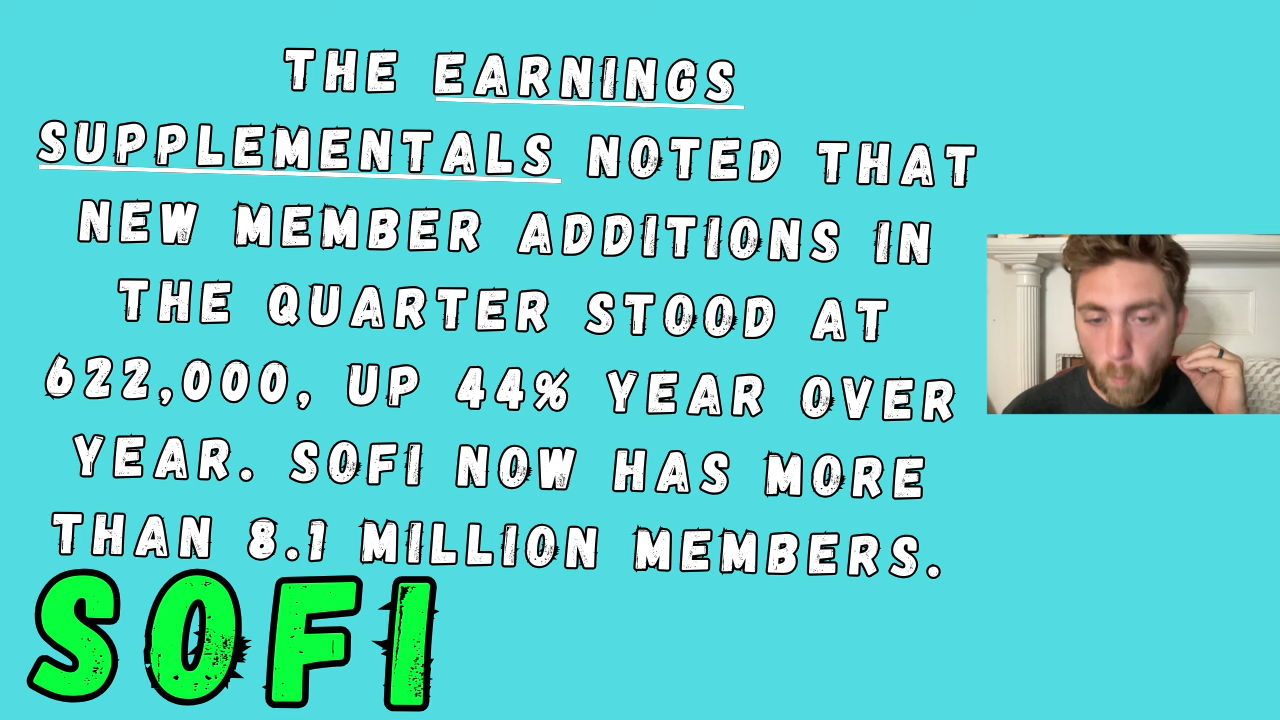 THE EARNINGS
SUPPLEMENTALS NOTED THAT
NEW MEMBER ADDITIONS IN
THE QUARTER STOOD AT
622,000, UP 44% YEAR OVER
YEAR. SOFI NOW HAS MORE
THAN 8.1 MILLION MEMBERS.
SOFI